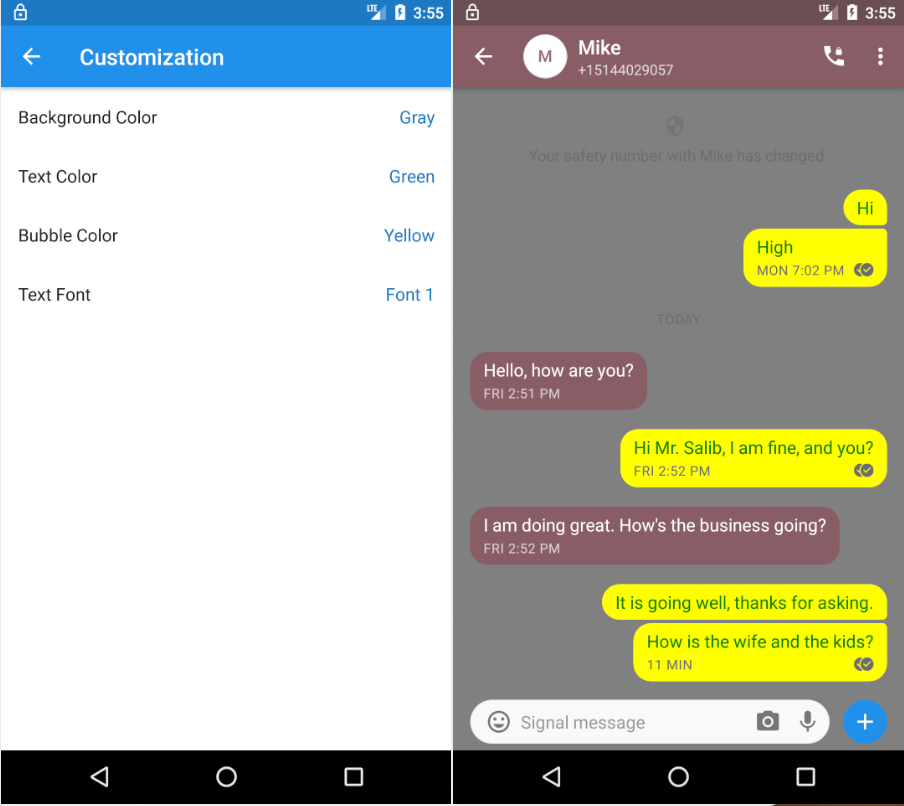 LTE 3:55
Customization
Background Color Gray
Text Color Green
Bubble Color Yellow
Text Font Font 1
LTE 3:55
M Mike
+15144029057
Your safety number with Mike has changed.
Hi
High
MON 7:02 PM
TODAY
Hello, how are you?
FRI 2:51 PM
Hi Mr. Salib, I am fine, and you?
FRI 2:52 PM
I am doing great. How's the business going?
FRI 2:52 PM
It is going well, thanks for asking.
How is the wife and the kids?
11 MIN
Signal message